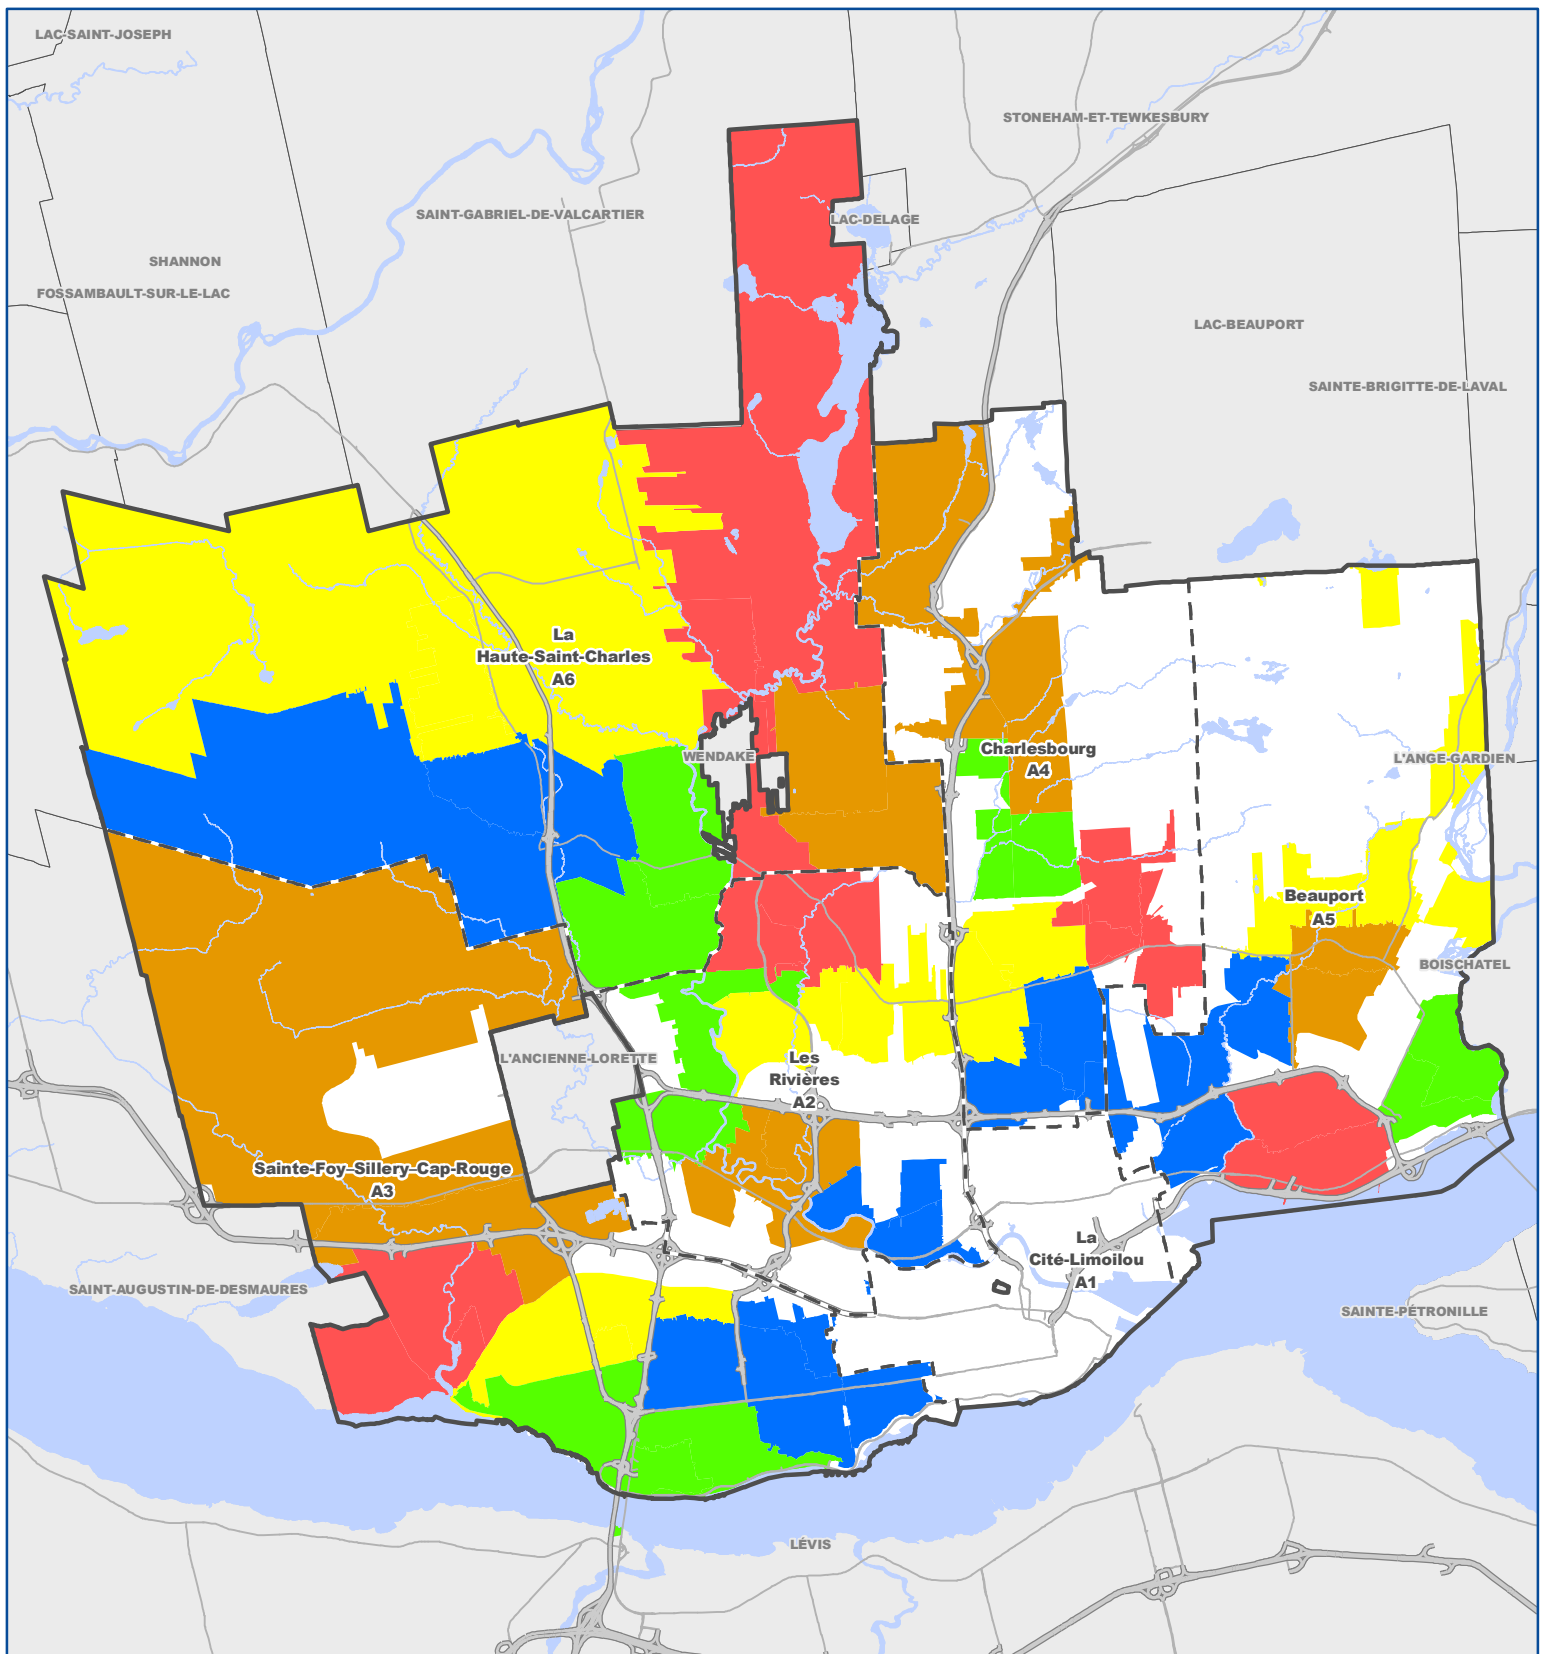 LAC-SAINT-JOSEPH
STONEHAM-ET-TEWKESBURY
SAINT-GABRIEL-DE-VALCARTIER
LAC-DELAGE
SHANNON
FOSSAMBAULT-SUR-LE-LAC
LAC-BEAUPORT
SAINTE-BRIGITTE-DE-LAVAL
La
Haute-Saint-Charles
A6
WENDAKE
Charlesbourg
A4
L'ANGE-GARDIEN
Beauport
A5
BOISCHATEL
L'ANCIENNE-LORETTE
Les
Rivières
A2
Sainte-Foy–Sillery–Cap-Rouge
A3
La
Cité-Limoilou
A1
SAINT-AUGUSTIN-DE-DESMAURES
SAINTE-PÉTRONILLE
LÉVIS